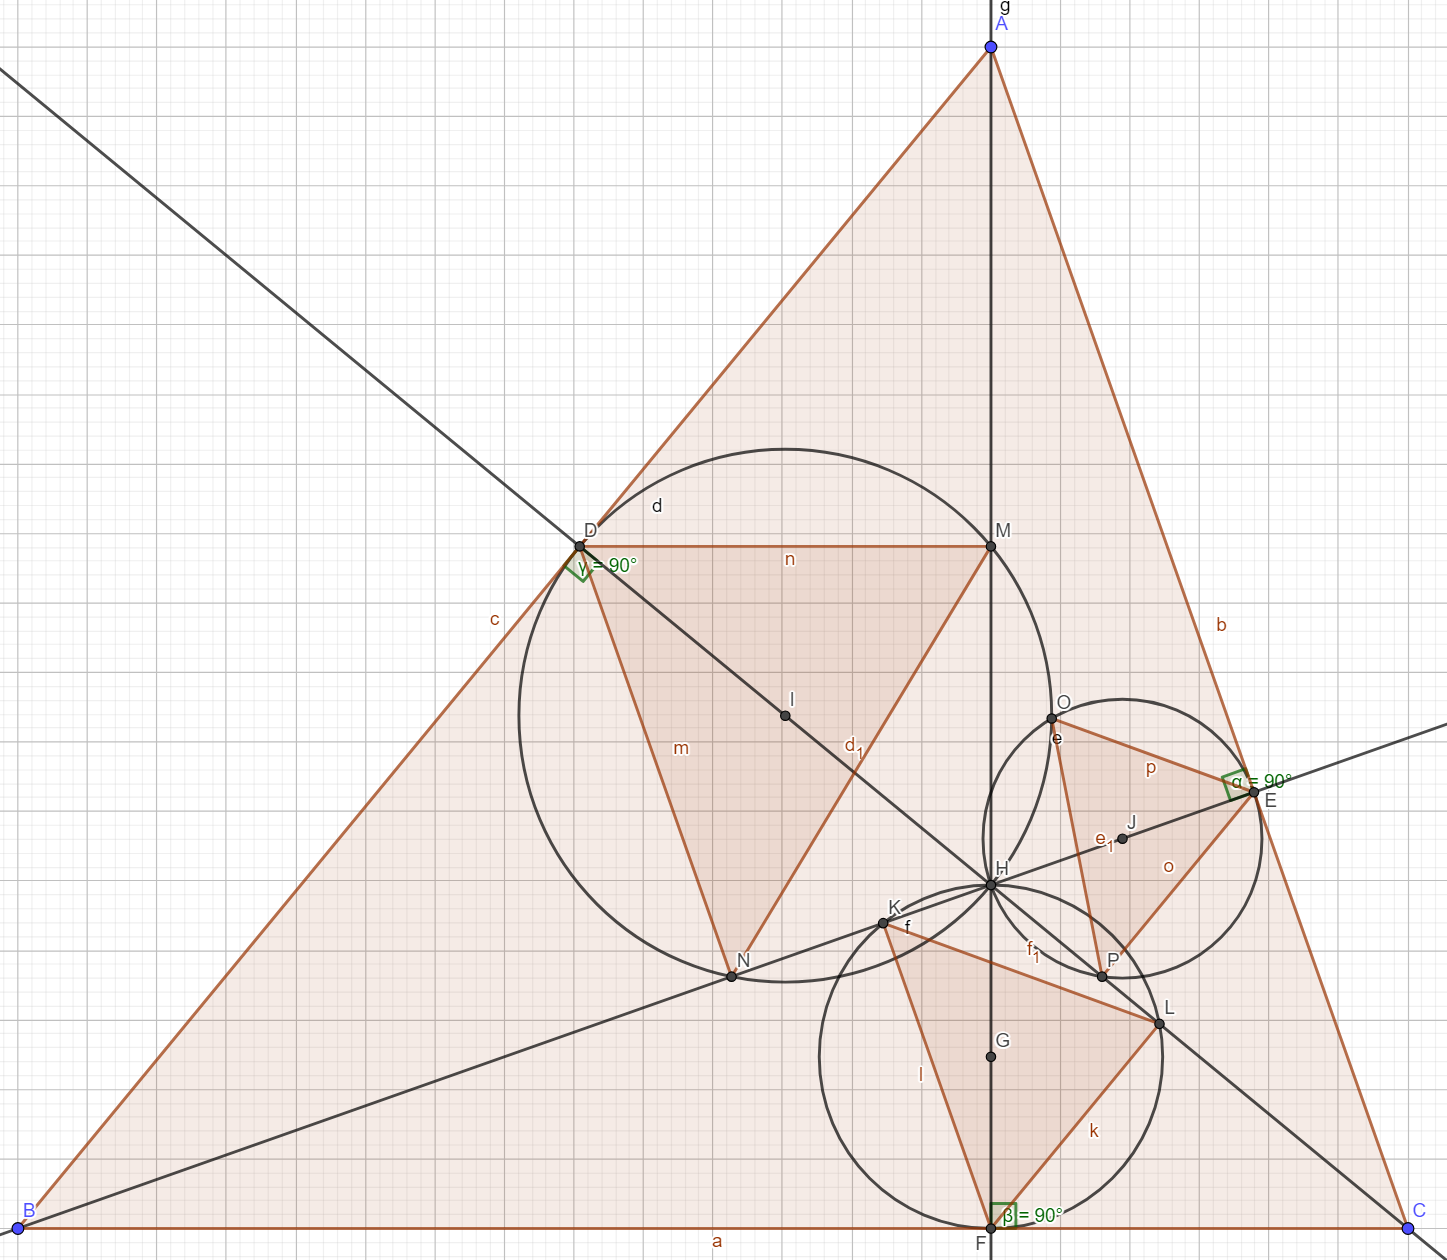 g
A
d
D
M
γ = 90°
n
c
b
I
O
m
d₁
e
p
α = 90°
E
J
e₁
o
H
K
f
f₁
N
P
L
G
l
k
B
β = 90°
C
F
a